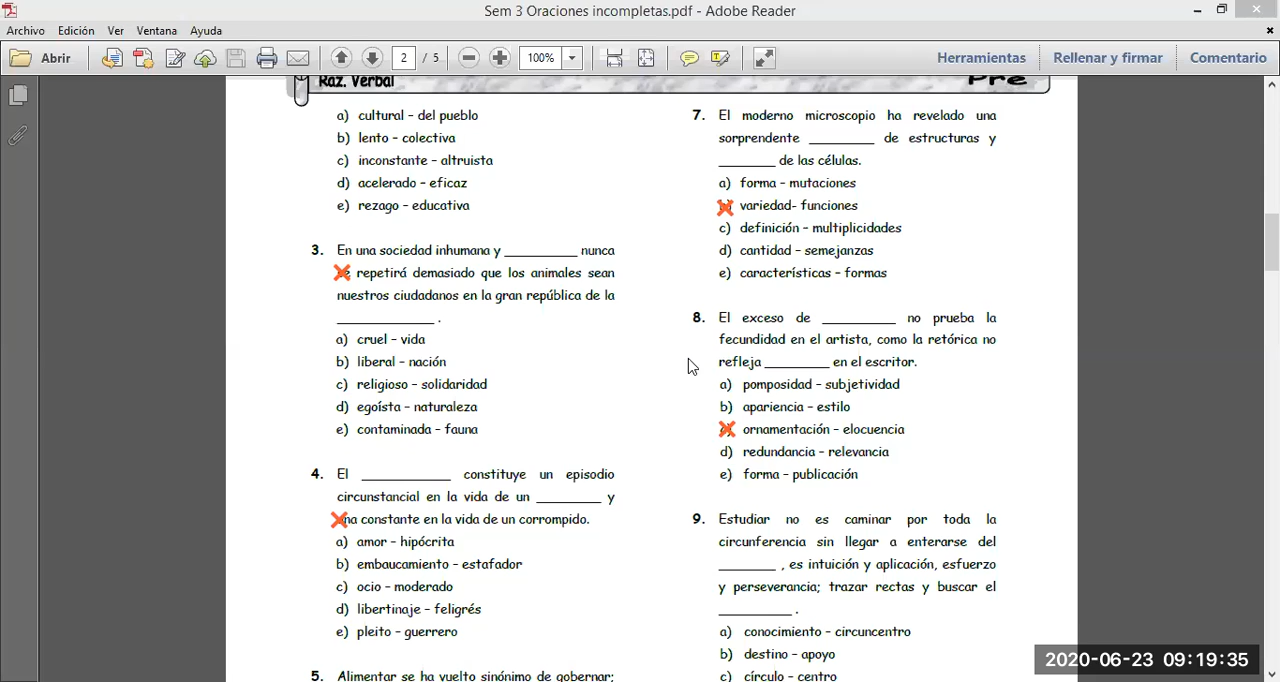 Sem 3 Oraciones incompletas.pdf - Adobe Reader
Archivo Edición Ver Ventana Ayuda
Abrir 2 / 5 100% Herramientas Rellenar y firmar Comentario
Raz. Verbal Pre
a) cultural – del pueblo
b) lento – colectiva
c) inconstante – altruista
d) acelerado – eficaz
e) rezago – educativa
3. En una sociedad inhumana y __________ nunca
repetirá demasiado que los animales sean
nuestros ciudadanos en la gran república de la
______________ .
a) cruel – vida
b) liberal – nación
c) religioso – solidaridad
d) egoísta – naturaleza
e) contaminada – fauna
4. El _____________ constituye un episodio
circunstancial en la vida de un _________ y
una constante en la vida de un corrompido.
a) amor – hipócrita
b) embaucamiento – estafador
c) ocio – moderado
d) libertinaje – feligrés
e) pleito – guerrero
5. Alimentar se ha vuelto sinónimo de gobernar;
7. El moderno microscopio ha revelado una
sorprendente _________ de estructuras y
________ de las células.
a) forma – mutaciones
variedad- funciones
c) definición – multiplicidades
d) cantidad – semejanzas
e) características – formas
8. El exceso de __________ no prueba la
fecundidad en el artista, como la retórica no
refleja _________ en el escritor.
a) pomposidad – subjetividad
b) apariencia – estilo
ornamentación – elocuencia
d) redundancia – relevancia
e) forma – publicación
9. Estudiar no es caminar por toda la
circunferencia sin llegar a enterarse del
________ , es intuición y aplicación, esfuerzo
y perseverancia; trazar rectas y buscar el
__________ .
a) conocimiento – circuncentro
b) destino – apoyo
c) círculo – centro
2020-06-23 09:19:35